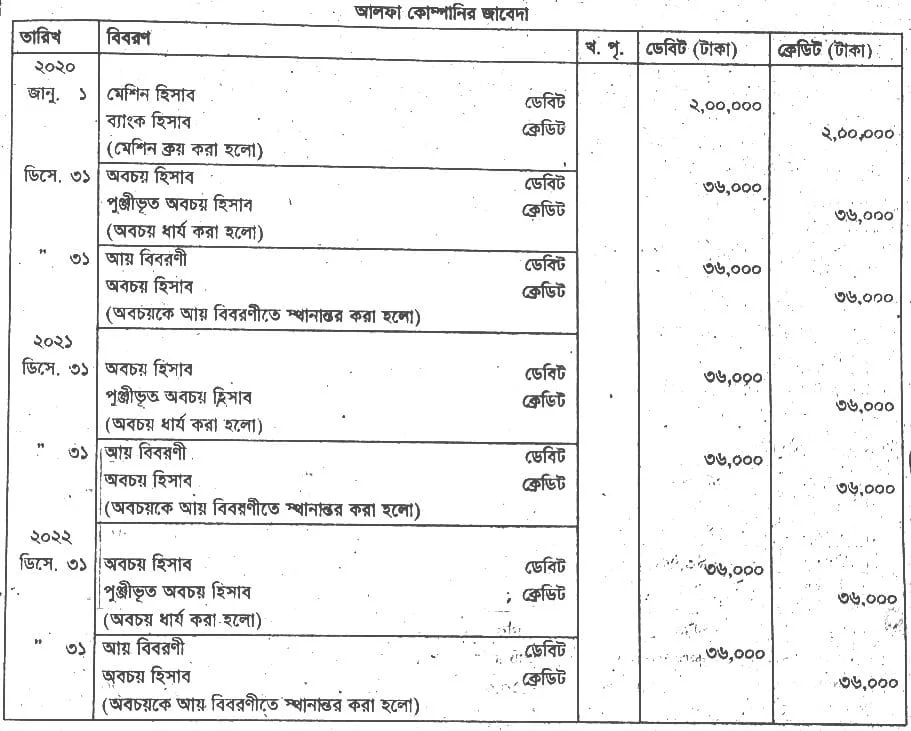 আলফা কোম্পানির জাবেদা
তারিখ বিবরণ খ. পৃ. ডেবিট (টাকা) ক্রেডিট (টাকা)
২০২০
জানু. ১ মেশিন হিসাব ডেবিট ২,০০,০০০
ব্যাংক হিসাব ক্রেডিট ২,০০,০০০
(মেশিন ক্রয় করা হলো)
ডিসে. ৩১ অবচয় হিসাব ডেবিট ৩৬,০০০
পুঞ্জীভূত অবচয় হিসাব ক্রেডিট ৩৬,০০০
(অবচয় ধার্য করা হলো)
" ৩১ আয় বিবরণী ডেবিট ৩৬,০০০
অবচয় হিসাব ক্রেডিট ৩৬,০০০
(অবচয়কে আয় বিবরণীতে স্থানান্তর করা হলো)
২০২১
ডিসে. ৩১ অবচয় হিসাব ডেবিট ৩৬,০০০
পুঞ্জীভূত অবচয় হিসাব ক্রেডিট ৩৬,০০০
(অবচয় ধার্য করা হলো)
" ৩১ আয় বিবরণী ডেবিট ৩৬,০০০
অবচয় হিসাব ক্রেডিট ৩৬,০০০
(অবচয়কে আয় বিবরণীতে স্থানান্তর করা হলো)
২০২২
ডিসে. ৩১ অবচয় হিসাব ডেবিট ৩৬,০০০
পুঞ্জীভূত অবচয় হিসাব ক্রেডিট ৩৬,০০০
(অবচয় ধার্য করা হলো)
" ৩১ আয় বিবরণী ডেবিট ৩৬,০০০
অবচয় হিসাব ক্রেডিট ৩৬,০০০
(অবচয়কে আয় বিবরণীতে স্থানান্তর করা হলো)